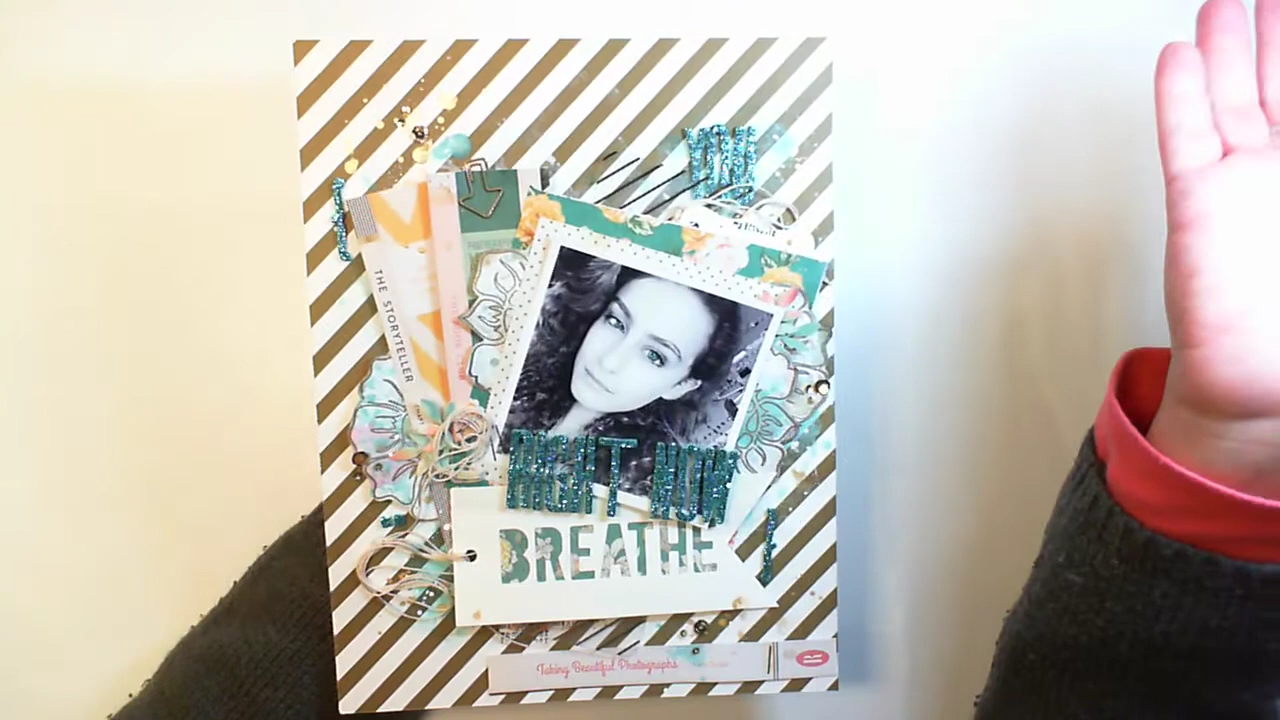 YOU
THE STORYTELLER
RIGHT NOW
BREATHE
Taking Beautiful Photographs
R